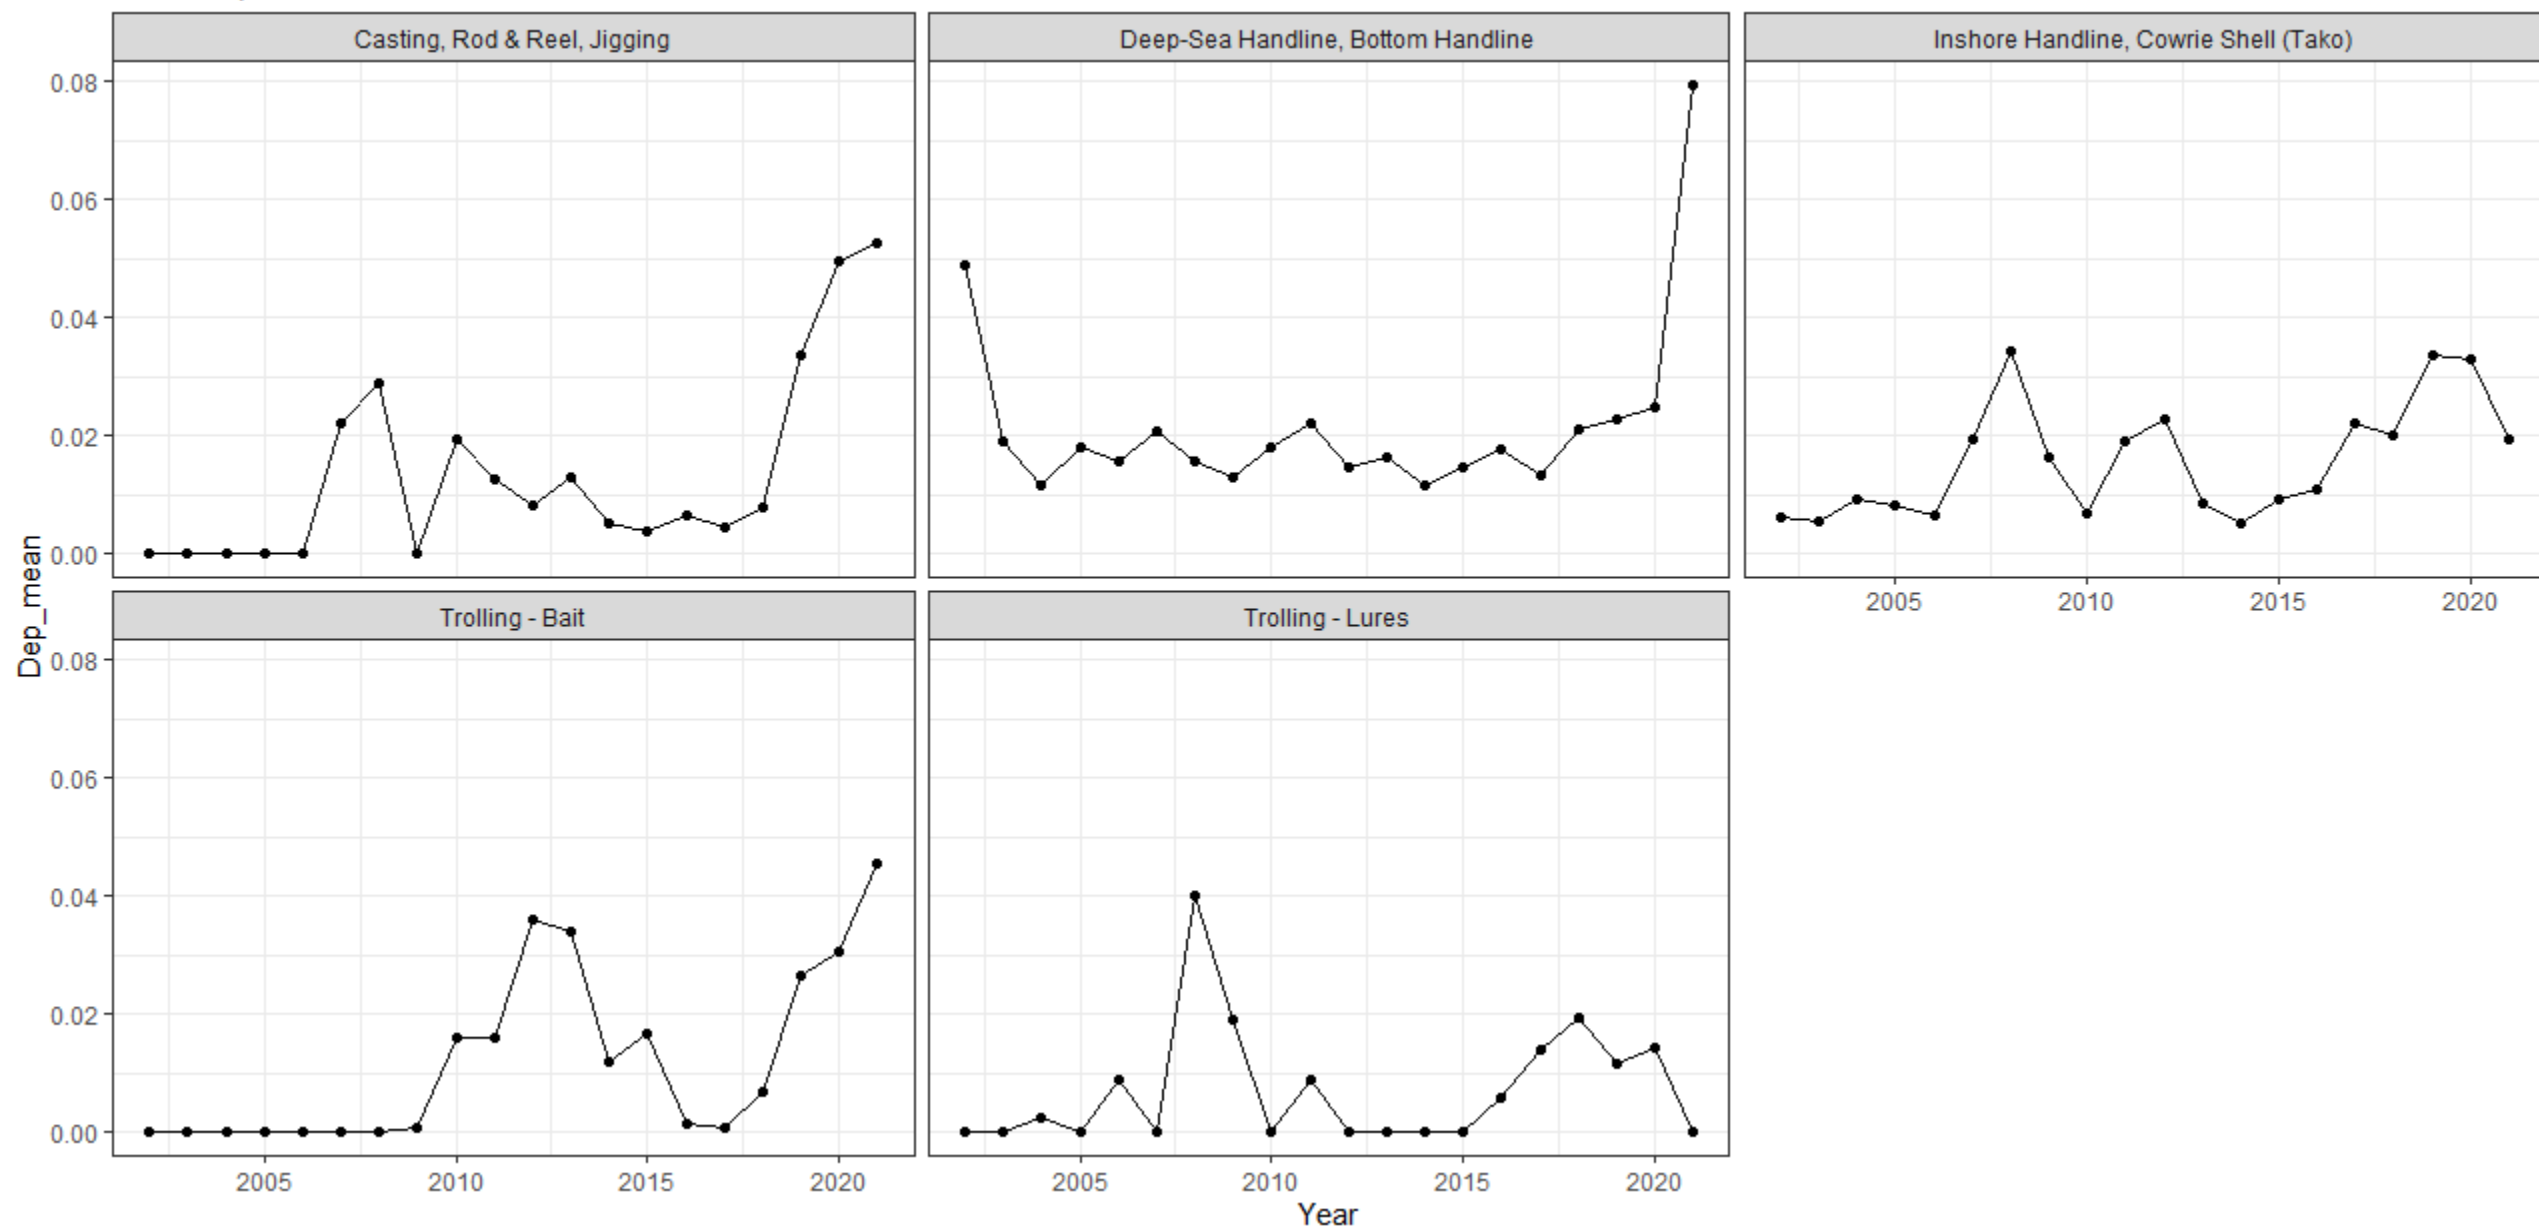 Casting, Rod & Reel, Jigging
Deep-Sea Handline, Bottom Handline
Inshore Handline, Cowrie Shell (Tako)
0.08
0.06
0.04
0.02
0.00
2005 2010 2015 2020
Dep_mean
Trolling - Bait
Trolling - Lures
0.08
0.06
0.04
0.02
0.00
2005 2010 2015 2020
2005 2010 2015 2020
Year